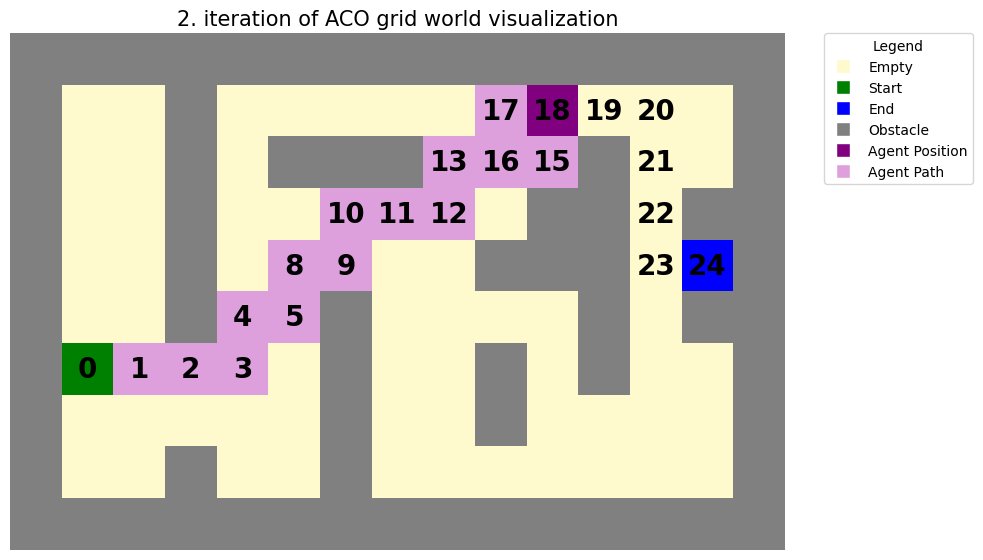 2. iteration of ACO grid world visualization
Legend
Empty
Start
End
Obstacle
Agent Position
Agent Path
17 18 19 20
13 16 15 21
10 11 12 22
8 9 23 24
4 5
0 1 2 3